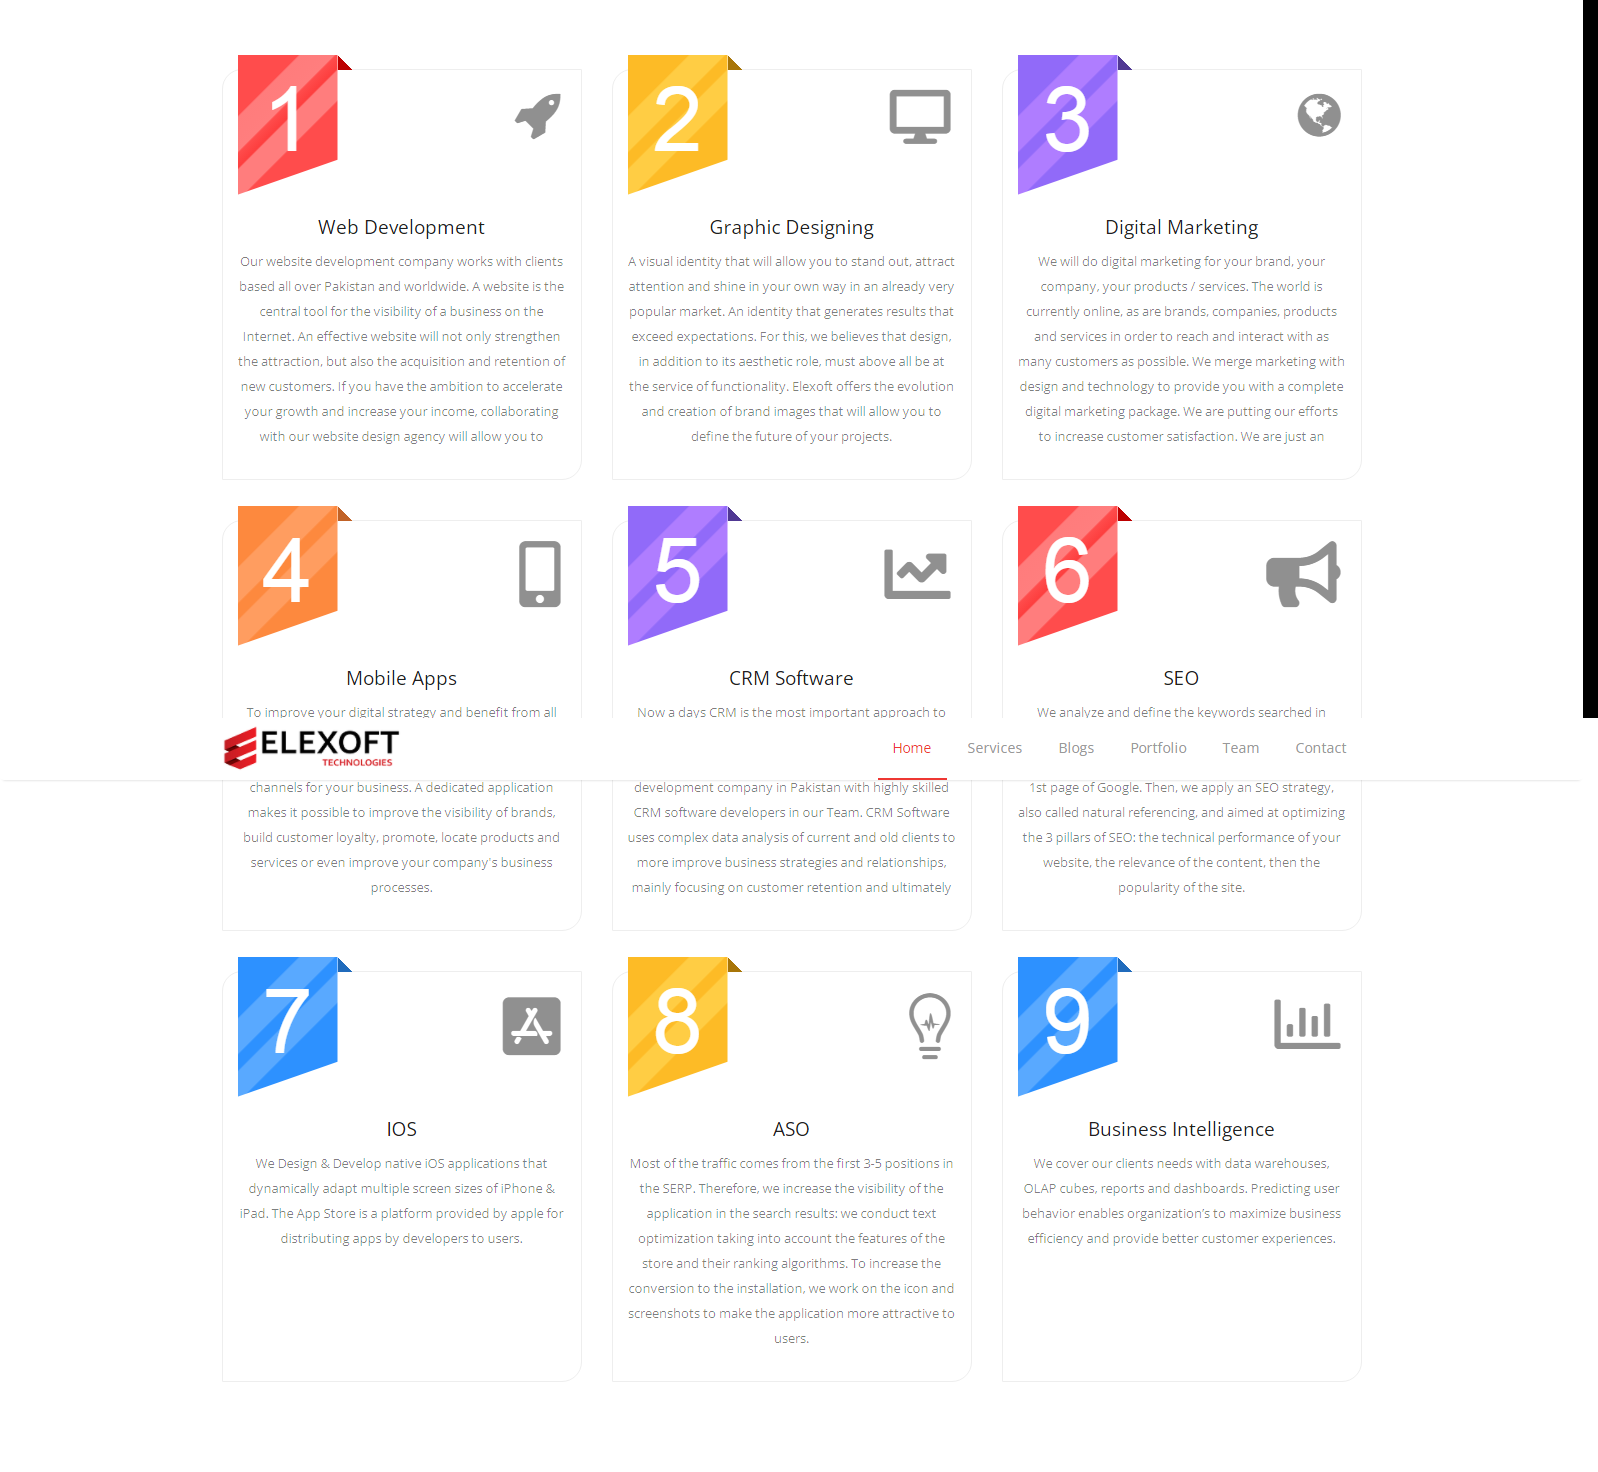 1
Web Development
Our website development company works with clients
based all over Pakistan and worldwide. A website is the
central tool for the visibility of a business on the
Internet. An effective website will not only strengthen
the attraction, but also the acquisition and retention of
new customers. If you have the ambition to accelerate
your growth and increase your income, collaborating
with our website design agency will allow you to
2
Graphic Designing
A visual identity that will allow you to stand out, attract
attention and shine in your own way in an already very
popular market. An identity that generates results that
exceed expectations. For this, we believes that design,
in addition to its aesthetic role, must above all be at
the service of functionality. Elexoft offers the evolution
and creation of brand images that will allow you to
define the future of your projects.
3
Digital Marketing
We will do digital marketing for your brand, your
company, your products / services. The world is
currently online, as are brands, companies, products
and services in order to reach and interact with as
many customers as possible. We merge marketing with
design and technology to provide you with a complete
digital marketing package. We are putting our efforts
to increase customer satisfaction. We are just an
4
Mobile Apps
To improve your digital strategy and benefit from all
5
CRM Software
Now a days CRM is the most important approach to
6
SEO
We analyze and define the keywords searched in
ELEXOFT
TECHNOLOGIES
Home
Services
Blogs
Portfolio
Team
Contact
channels for your business. A dedicated application
makes it possible to improve the visibility of brands,
build customer loyalty, promote, locate products and
services or even improve your company's business
processes.
development company in Pakistan with highly skilled
CRM software developers in our Team. CRM Software
uses complex data analysis of current and old clients to
more improve business strategies and relationships,
mainly focusing on customer retention and ultimately
1st page of Google. Then, we apply an SEO strategy,
also called natural referencing, and aimed at optimizing
the 3 pillars of SEO: the technical performance of your
website, the relevance of the content, then the
popularity of the site.
7
IOS
We Design & Develop native iOS applications that
dynamically adapt multiple screen sizes of iPhone &
iPad. The App Store is a platform provided by apple for
distributing apps by developers to users.
8
ASO
Most of the traffic comes from the first 3-5 positions in
the SERP. Therefore, we increase the visibility of the
application in the search results: we conduct text
optimization taking into account the features of the
store and their ranking algorithms. To increase the
conversion to the installation, we work on the icon and
screenshots to make the application more attractive to
users.
9
Business Intelligence
We cover our clients needs with data warehouses,
OLAP cubes, reports and dashboards. Predicting user
behavior enables organization's to maximize business
efficiency and provide better customer experiences.